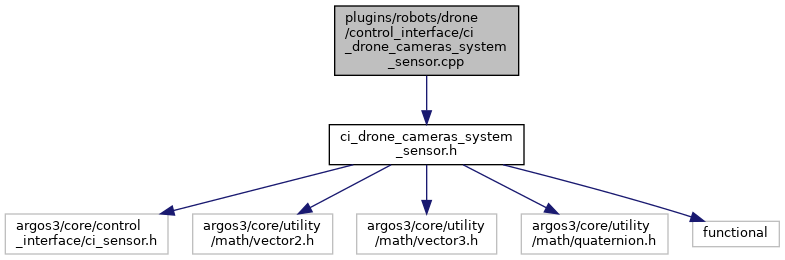 plugins/robots/drone
/control_interface/ci
_drone_cameras_system
_sensor.cpp
ci_drone_cameras_system
_sensor.h
argos3/core/control
_interface/ci_sensor.h
argos3/core/utility
/math/vector2.h
argos3/core/utility
/math/vector3.h
argos3/core/utility
/math/quaternion.h
functional